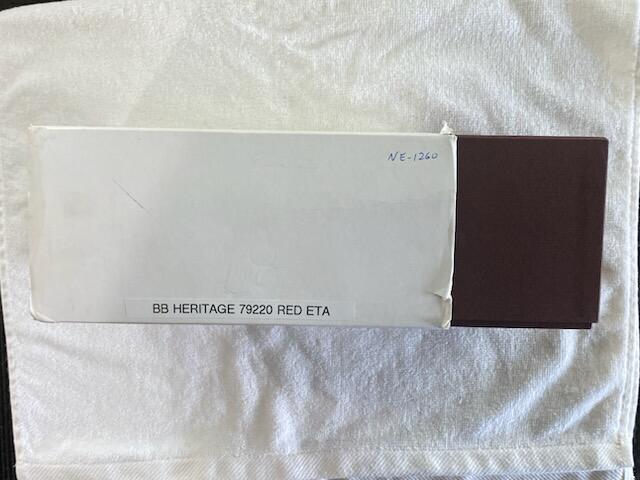 NE-1260
BB HERITAGE 79220 RED ETA